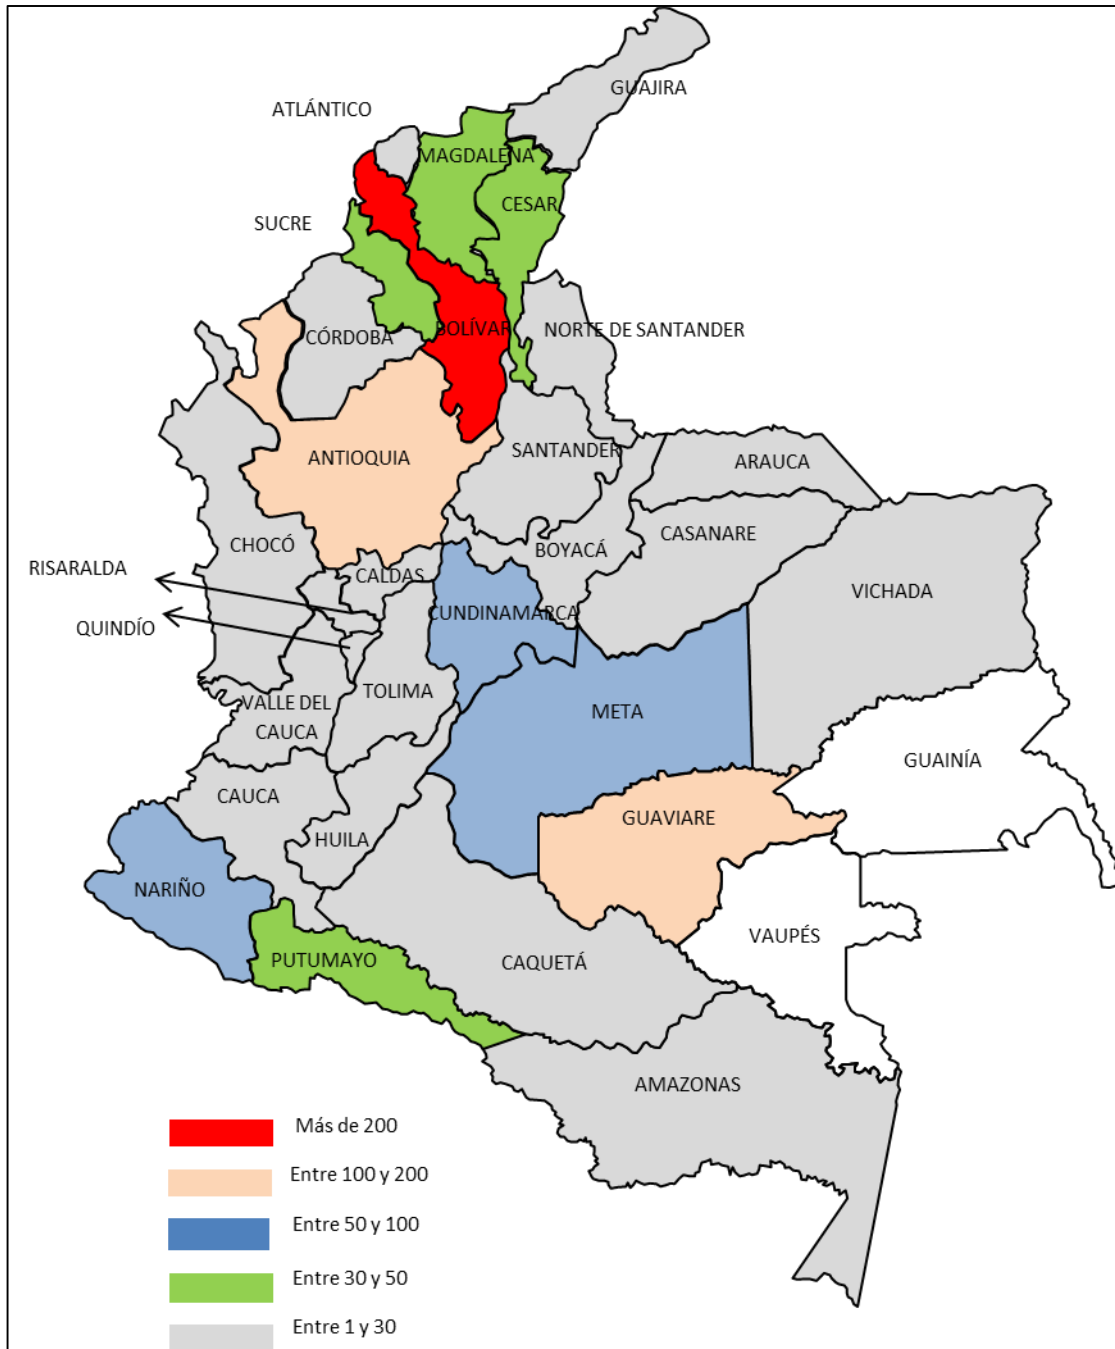 GUAJIRA
ATLÁNTICO
MAGDALENA
CESAR
SUCRE
BOLÍVAR
NORTE DE SANTANDER
CÓRDOBA
SANTANDER
ANTIOQUIA
ARAUCA
CASANARE
CHOCÓ
BOYACÁ
RISARALDA
CALDAS
VICHADA
CUNDINAMARCA
QUINDÍO
TOLIMA
VALLE DEL
CAUCA
META
GUAINÍA
CAUCA
GUAVIARE
HUILA
NARIÑO
VAUPÉS
PUTUMAYO
CAQUETÁ
AMAZONAS
Más de 200
Entre 100 y 200
Entre 50 y 100
Entre 30 y 50
Entre 1 y 30